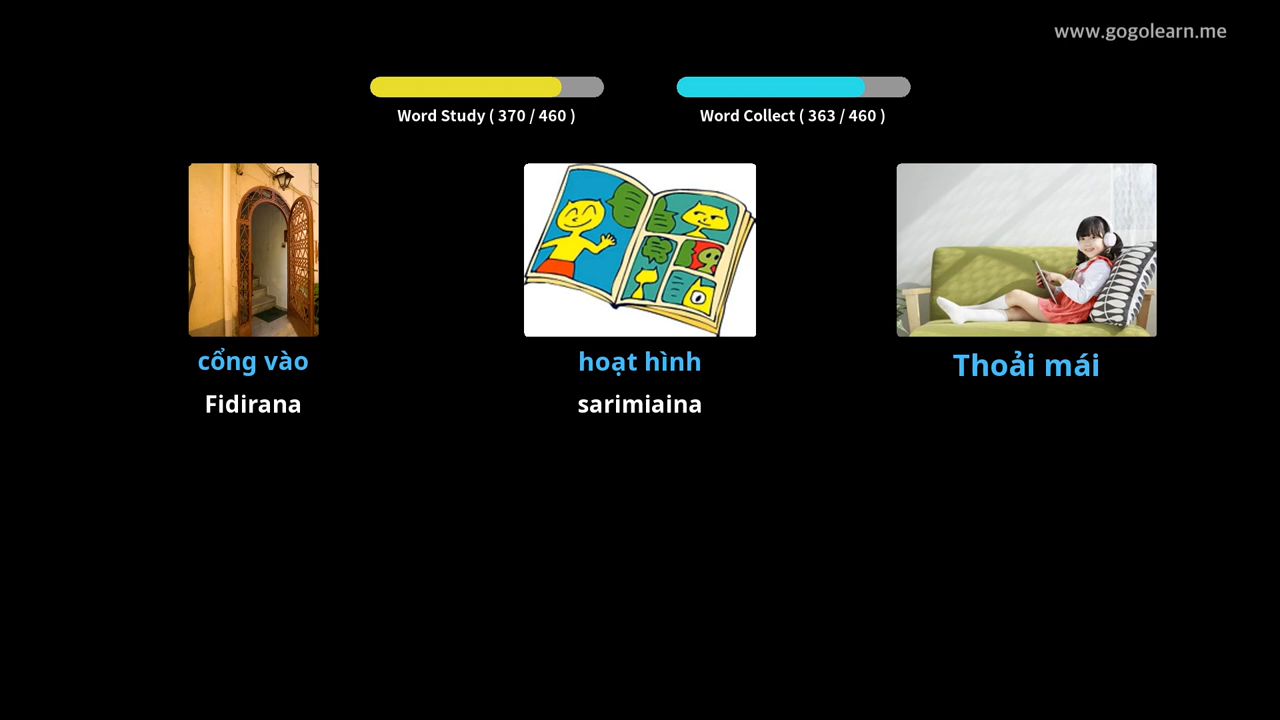 www.gogolearn.me
Word Study ( 370 / 460 )
Word Collect ( 363 / 460 )
cổng vào
Fidirana
hoạt hình
sarimiaina
Thoải mái